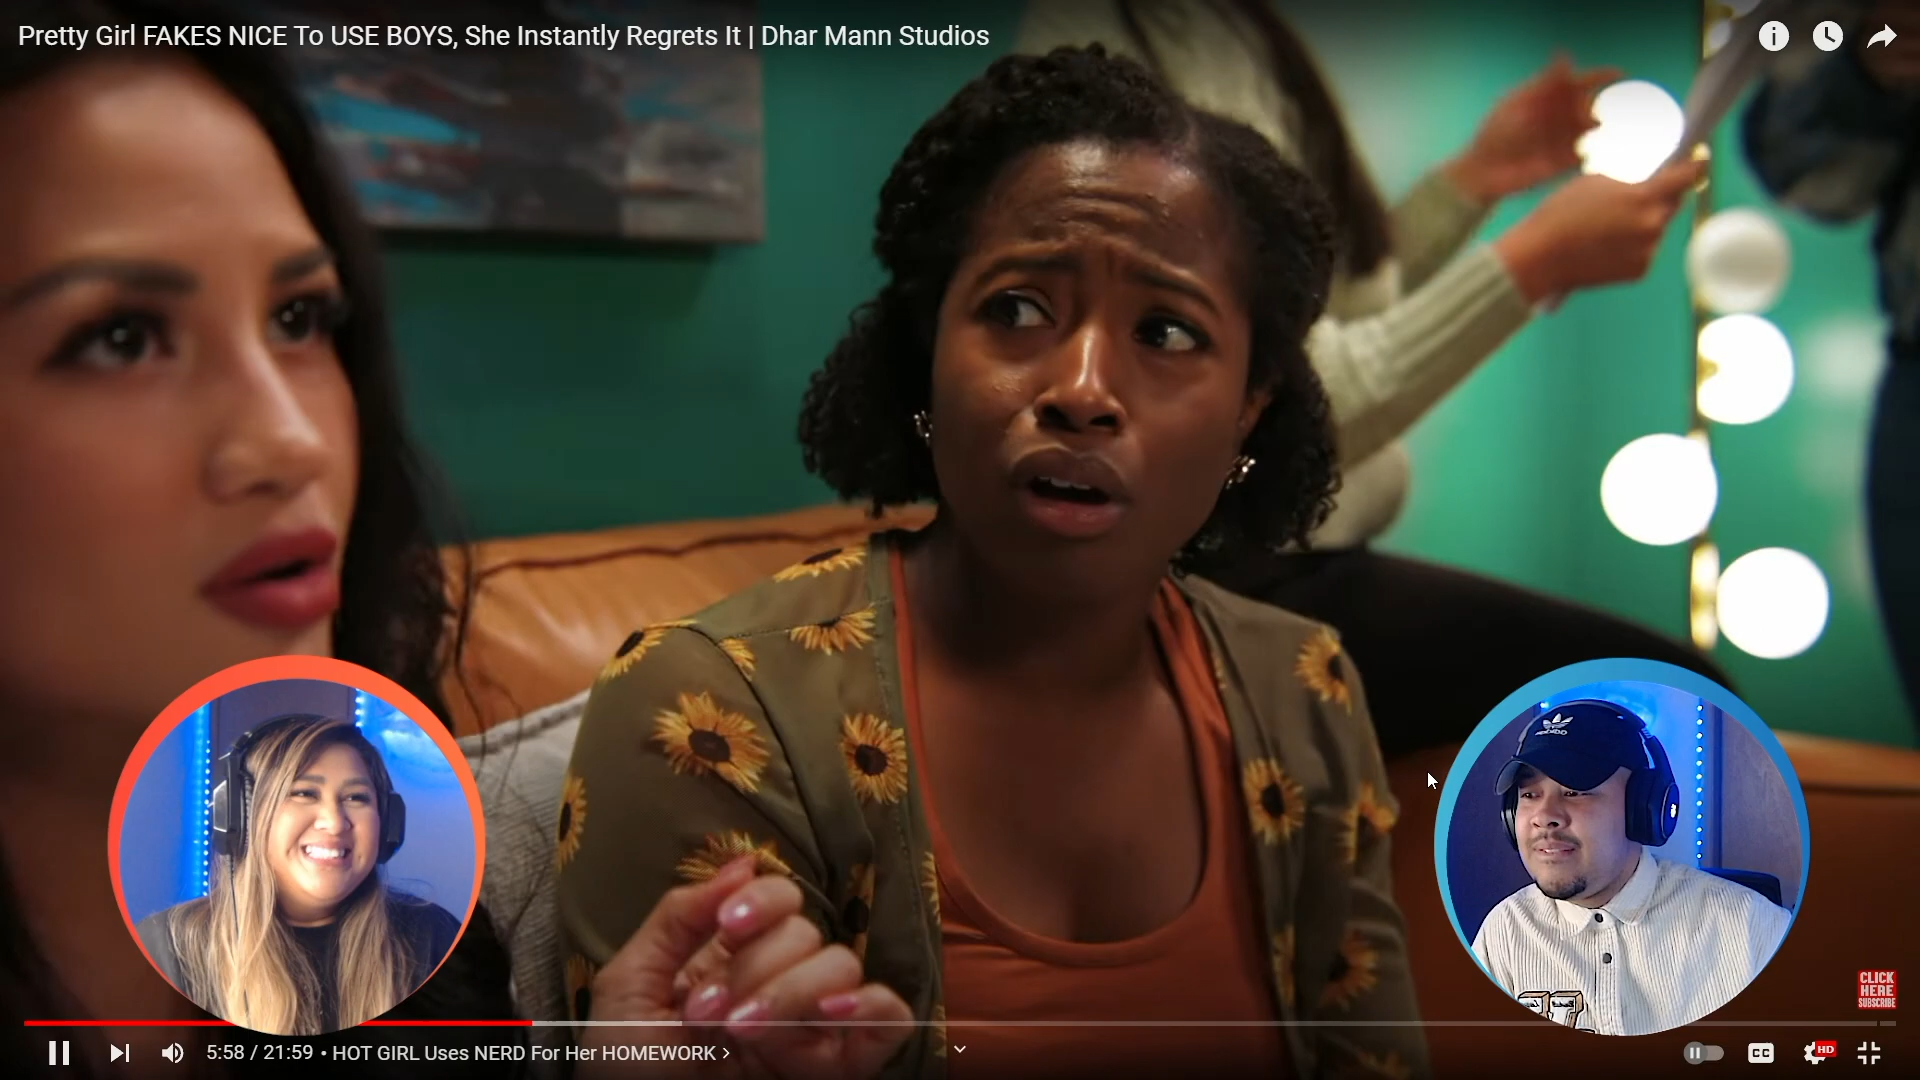 Pretty Girl FAKES NICE To USE BOYS, She Instantly Regrets It | Dhar Mann Studios
CLICK
HERE
SUBSCRIBE
5:58 / 21:59 • HOT GIRL Uses NERD For Her HOMEWORK >
CC
HD